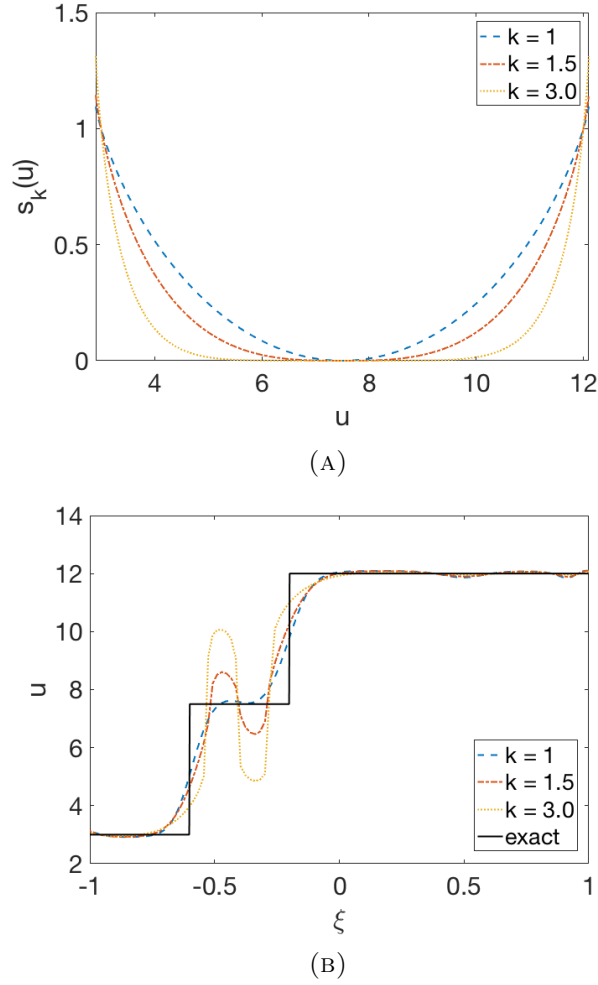 1.5
1
0.5
0
s_k(u)
k = 1
k = 1.5
k = 3.0
4 6 8 10 12
u
(A)
14
12
10
8
6
4
2
u
k = 1
k = 1.5
k = 3.0
exact
-1 -0.5 0 0.5 1
ξ
(B)